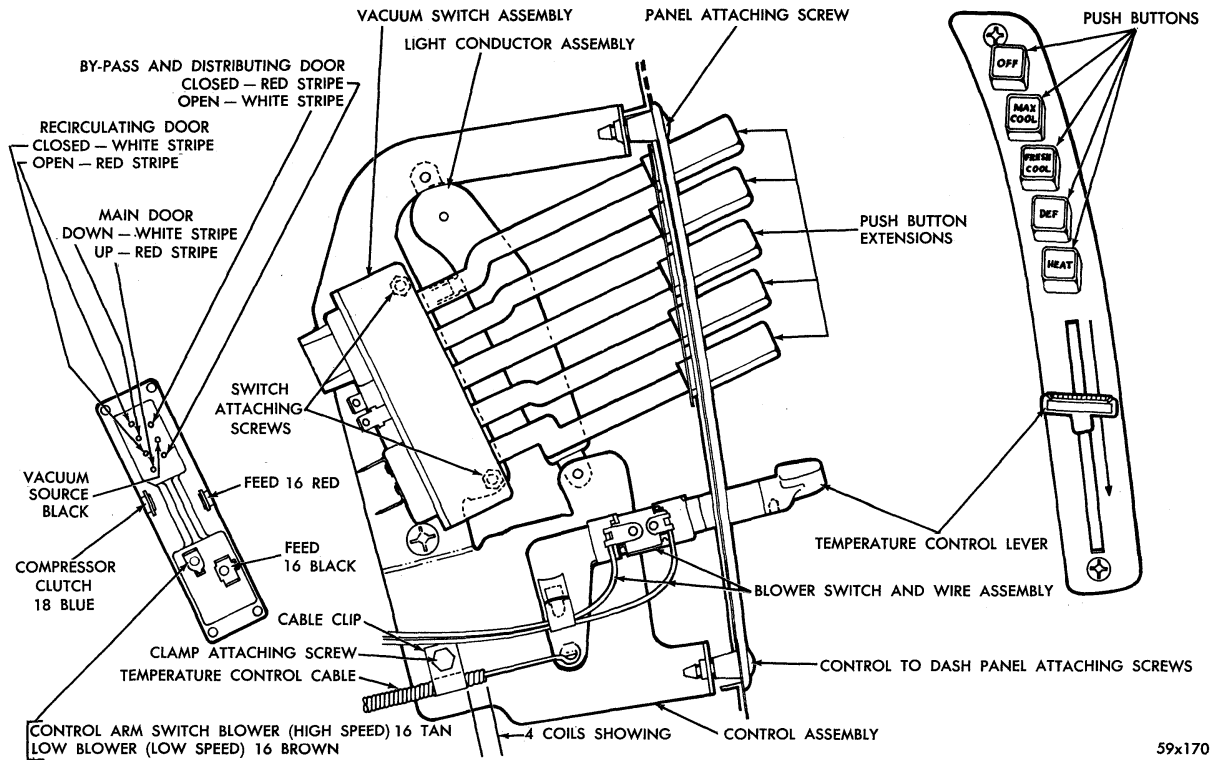 VACUUM SWITCH ASSEMBLY
PANEL ATTACHING SCREW
PUSH BUTTONS
LIGHT CONDUCTOR ASSEMBLY
BY-PASS AND DISTRIBUTING DOOR
CLOSED — RED STRIPE
OPEN — WHITE STRIPE
RECIRCULATING DOOR
CLOSED — WHITE STRIPE
OPEN — RED STRIPE
MAIN DOOR
DOWN — WHITE STRIPE
UP — RED STRIPE
OFF
MAX
COOL
FRESH
COOL
DEF
HEAT
PUSH BUTTON
EXTENSIONS
SWITCH
ATTACHING
SCREWS
VACUUM
SOURCE
BLACK
FEED 16 RED
FEED
16 BLACK
COMPRESSOR
CLUTCH
18 BLUE
TEMPERATURE CONTROL LEVER
BLOWER SWITCH AND WIRE ASSEMBLY
CABLE CLIP
CLAMP ATTACHING SCREW
TEMPERATURE CONTROL CABLE
CONTROL TO DASH PANEL ATTACHING SCREWS
CONTROL ARM SWITCH BLOWER (HIGH SPEED) 16 TAN
LOW BLOWER (LOW SPEED) 16 BROWN
4 COILS SHOWING
CONTROL ASSEMBLY
59x170